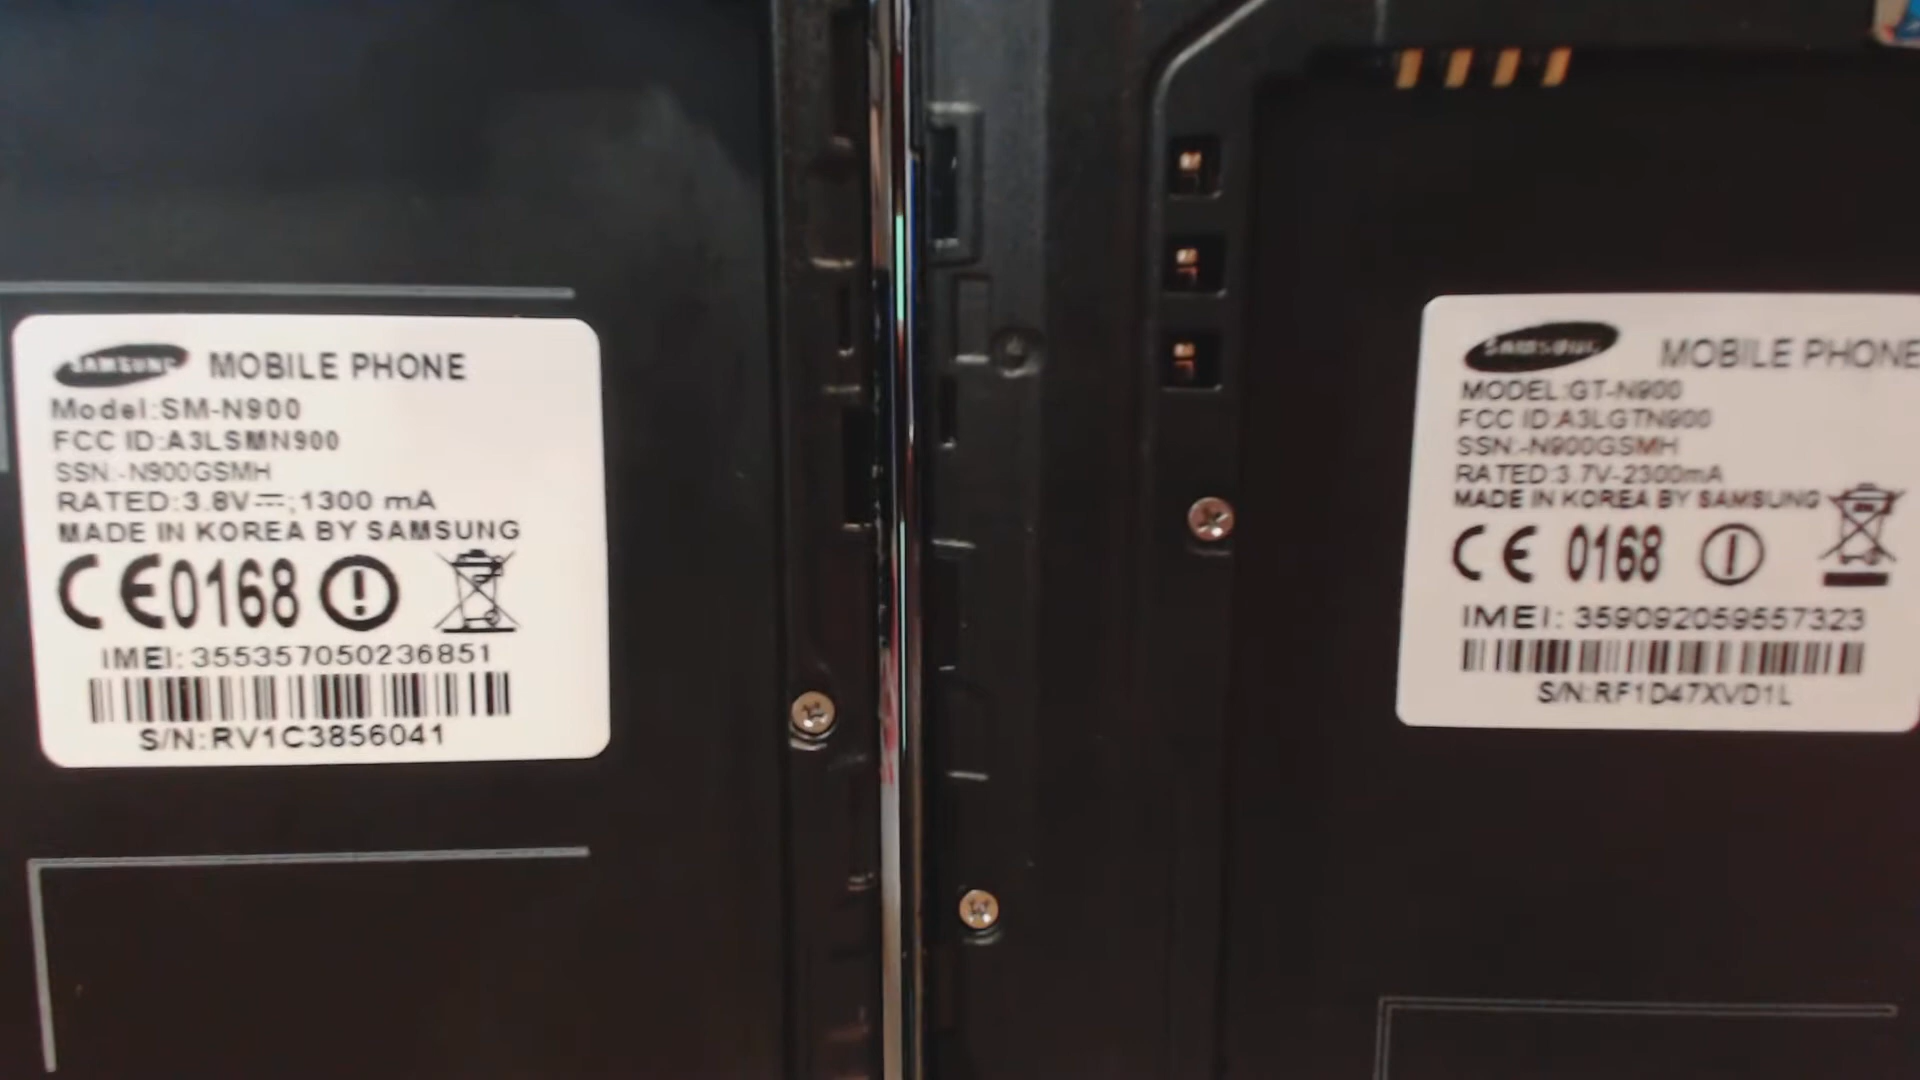 SAMSUNG MOBILE PHONE
Model:SM-N900
FCC ID:A3LSMN900
SSN:-N900GSMH
RATED:3.8V⎓;1300 mA
MADE IN KOREA BY SAMSUNG
CE0168
IMEI:355357050236851
S/N:RV1C3856041
SAMSUNG MOBILE PHONE
MODEL:GT-N900
FCC ID:A3LGTN900
SSN:-N900GSMH
RATED:3.7V-2300mA
MADE IN KOREA BY SAMSUNG
CE 0168
IMEI: 359092059557323
S/N:RF1D47XVD1L